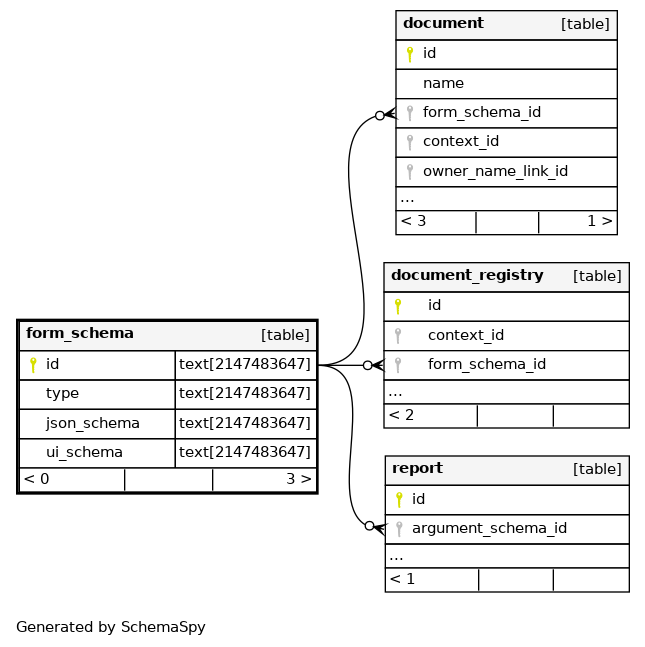 document [table]
id
name
form_schema_id
context_id
owner_name_link_id
...
< 3 1 >
document_registry [table]
id
context_id
form_schema_id
...
< 2
form_schema [table]
id text[2147483647]
type text[2147483647]
json_schema text[2147483647]
ui_schema text[2147483647]
< 0 3 >
report [table]
id
argument_schema_id
...
< 1
Generated by SchemaSpy